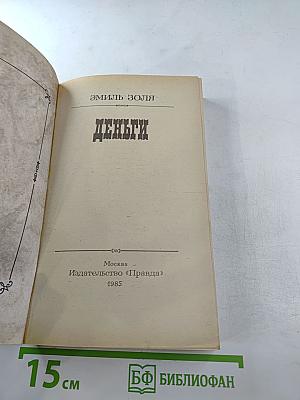 ЭМИЛЬ ЗОЛЯ
ДЕНЬГИ
Москва
Издательство «Правда»
1985
15 см
БФ БИБЛИОФАН